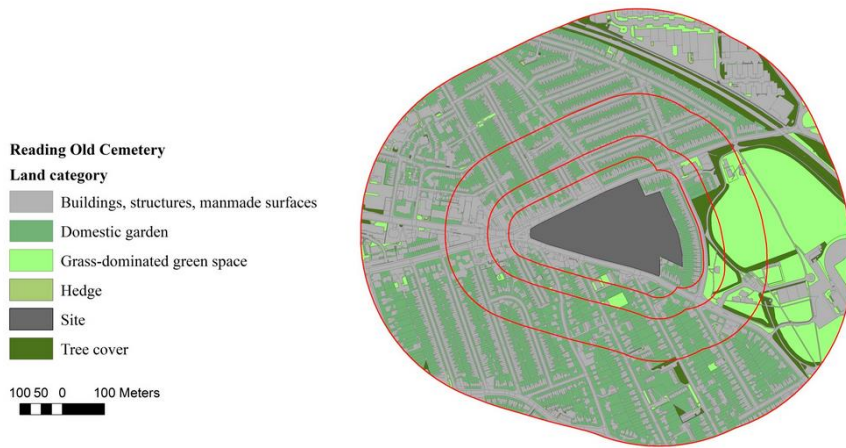 Reading Old Cemetery
Land category
Buildings, structures, manmade surfaces
Domestic garden
Grass-dominated green space
Hedge
Site
Tree cover
100 50 0 100 Meters